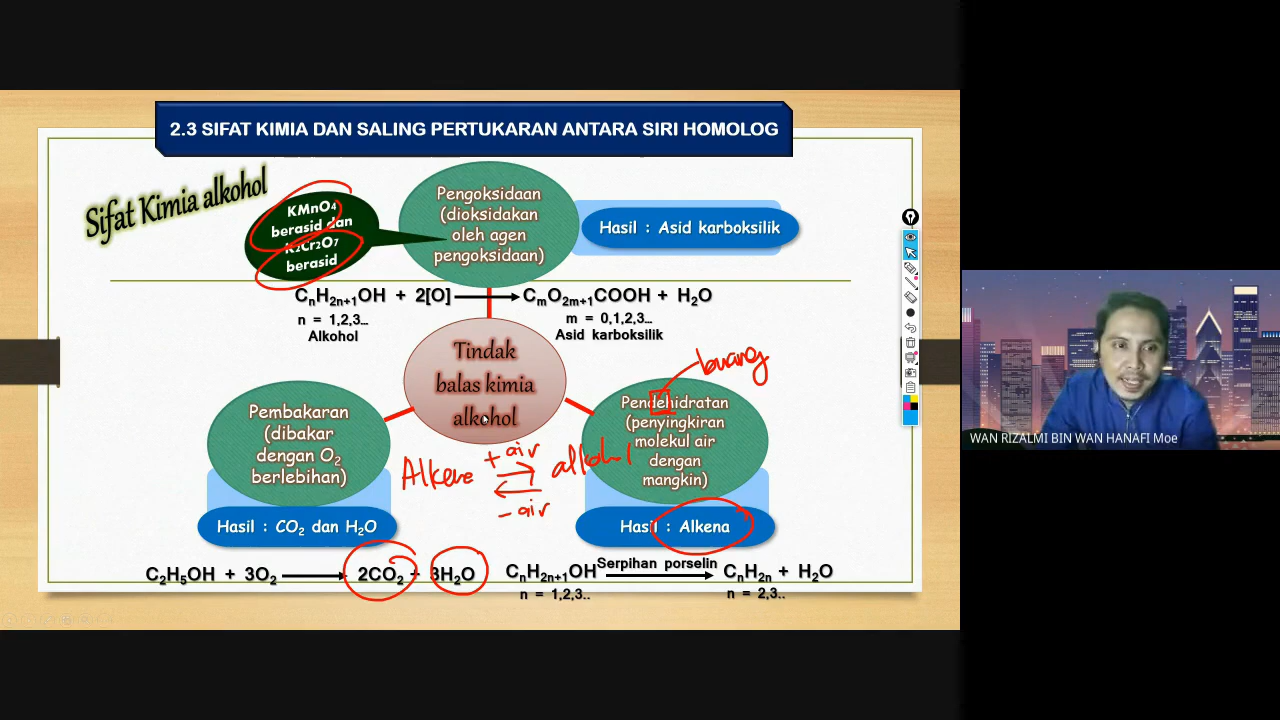 2.3 SIFAT KIMIA DAN SALING PERTUKARAN ANTARA SIRI HOMOLOG
Sifat Kimia alkohol
KMnO₄
berasid dan
K₂Cr₂O₇
berasid
Pengoksidaan
(dioksidakan
oleh agen
pengoksidaan)
Hasil : Asid karboksilik
CₙH₂ₙ₊₁OH + 2[O] ⟶ CₘO₂ₘ₊₁COOH + H₂O
n = 1,2,3…
Alkohol
m = 0,1,2,3…
Asid karboksilik
Tindak
balas kimia
alkohol
buang
Pembakaran
(dibakar
dengan O₂
berlebihan)
Hasil : CO₂ dan H₂O
C₂H₅OH + 3O₂ ⟶ 2CO₂ + 3H₂O
Alkene
+ air
alkohol
- air
Pendehidratan
(penyingkiran
molekul air
dengan
mangkin)
Hasil : Alkena
Serpihan porselin
CₙH₂ₙ₊₁OH ⟶ CₙH₂ₙ + H₂O
n = 1,2,3..
n = 2,3..
WAN RIZALMI BIN WAN HANAFI Moe